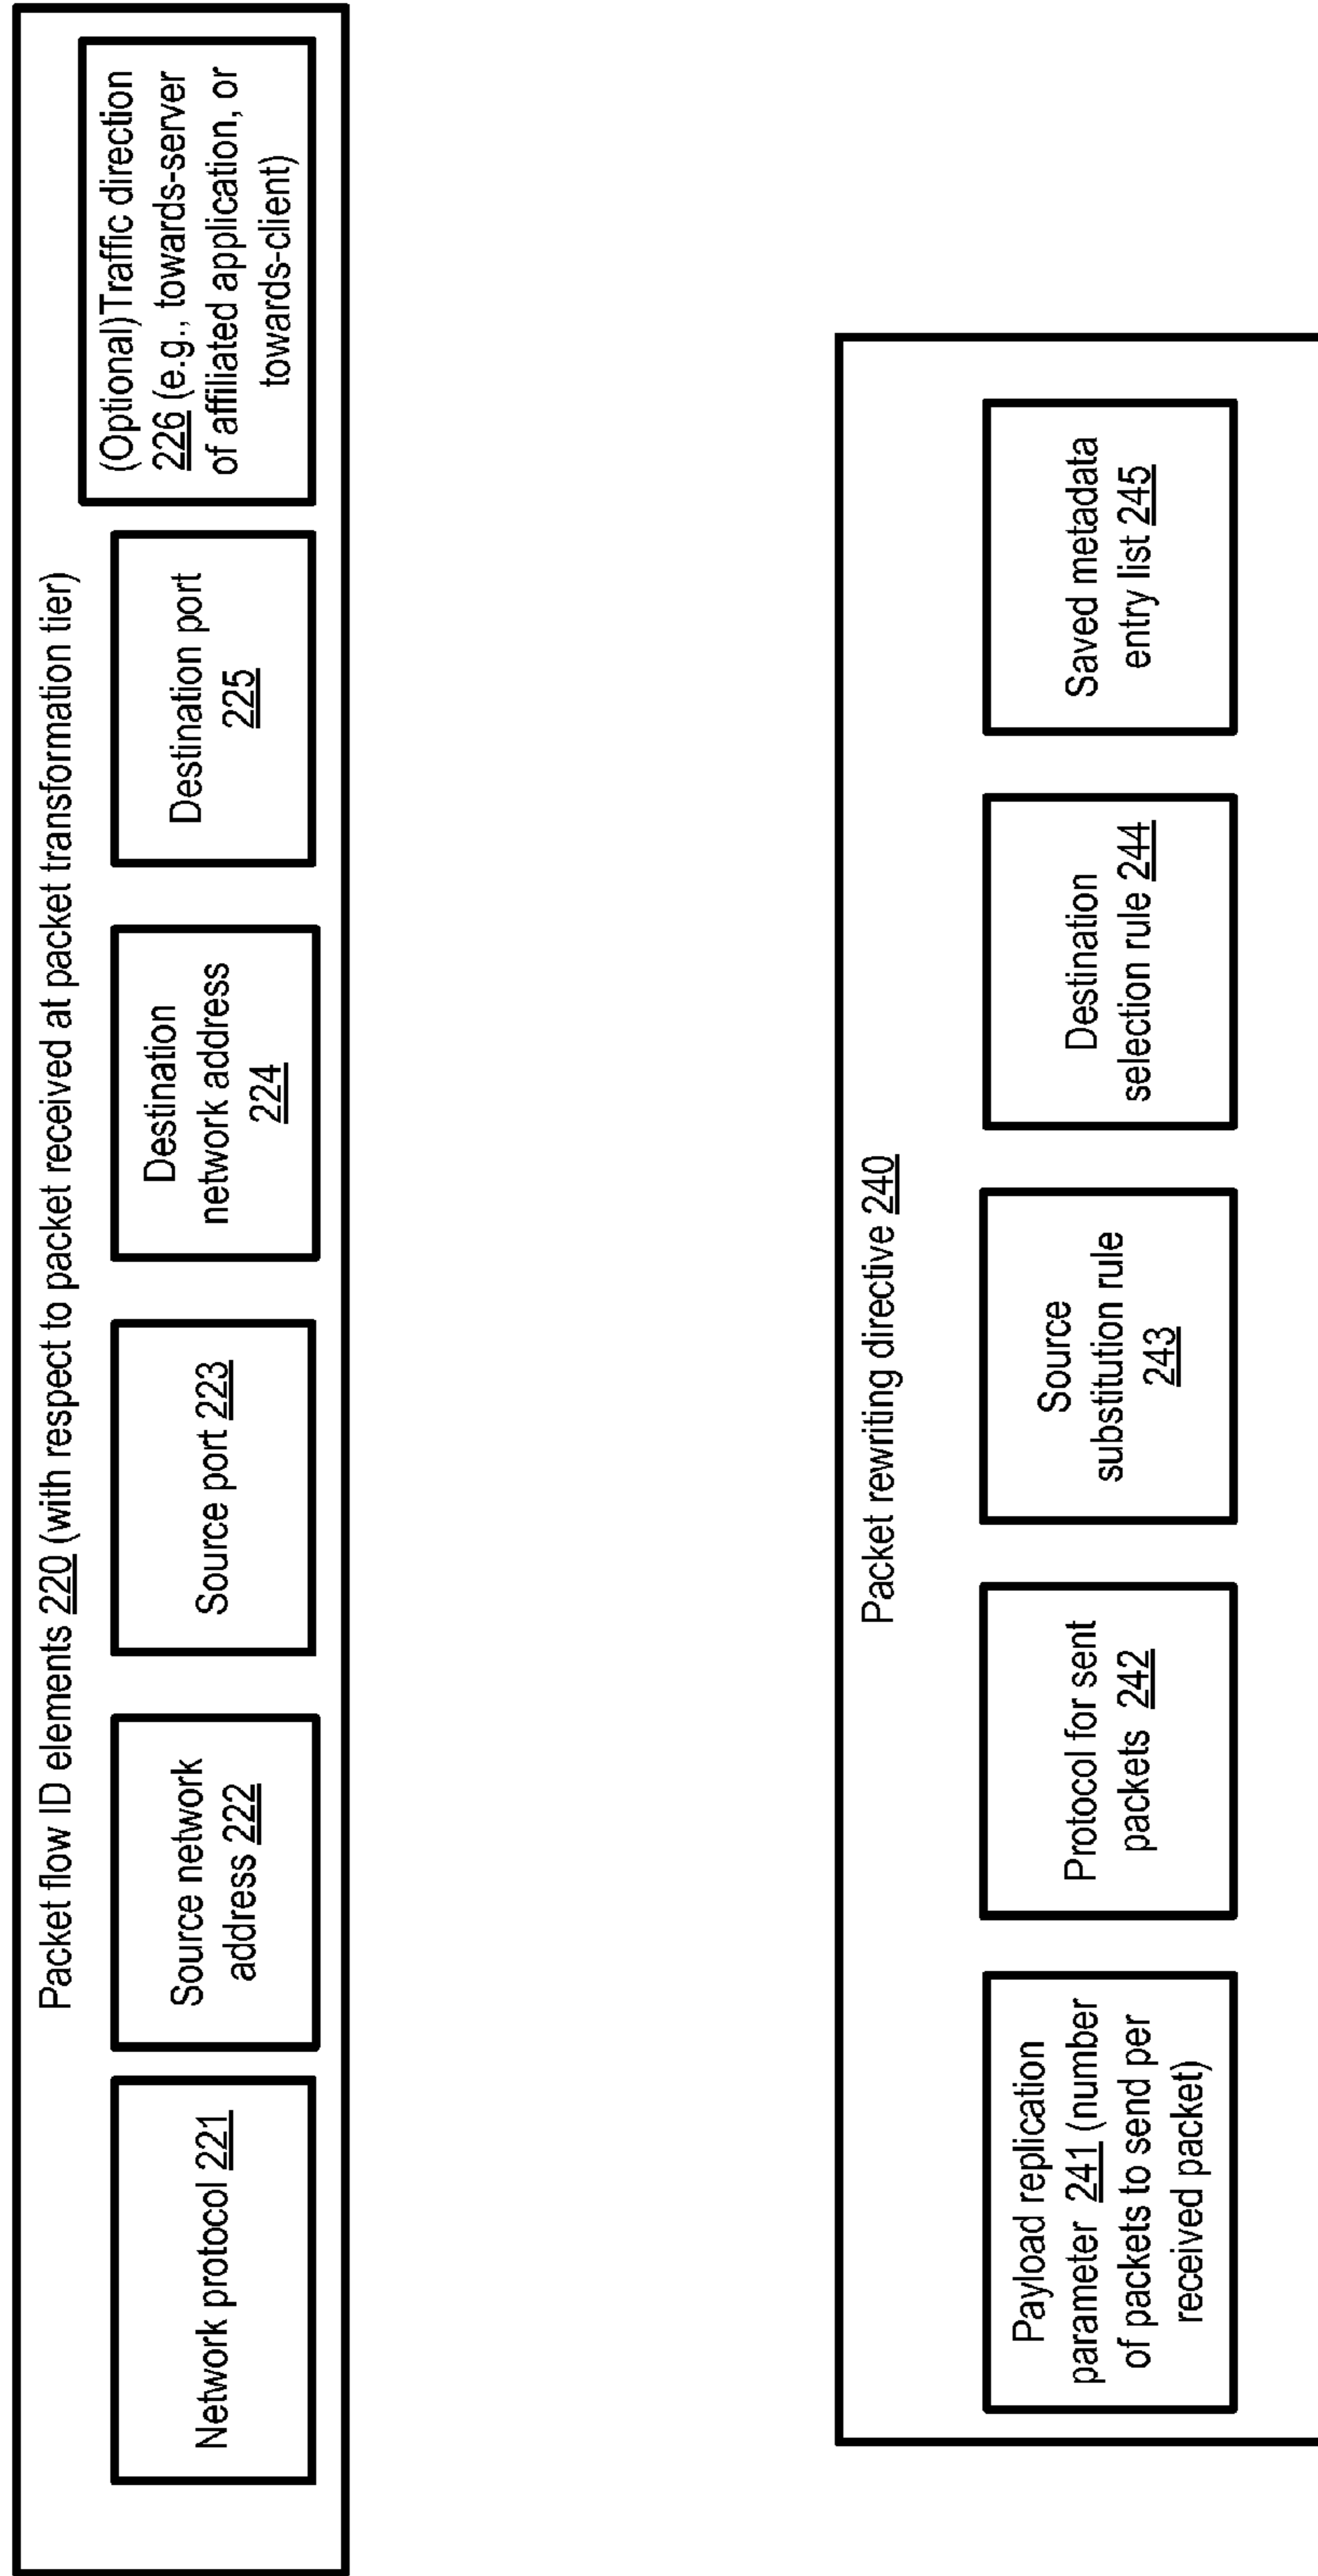 Packet flow ID elements 220 (with respect to packet received at packet transformation tier)
Network protocol 221
Source network
address 222
Source port 223
Destination
network address
224
Destination port
225
(Optional)Traffic direction
226 (e.g., towards-server
of affiliated application, or
towards-client)
Packet rewriting directive 240
Payload replication
parameter 241 (number
of packets to send per
received packet)
Protocol for sent
packets 242
Source
substitution rule
243
Destination
selection rule 244
Saved metadata
entry list 245